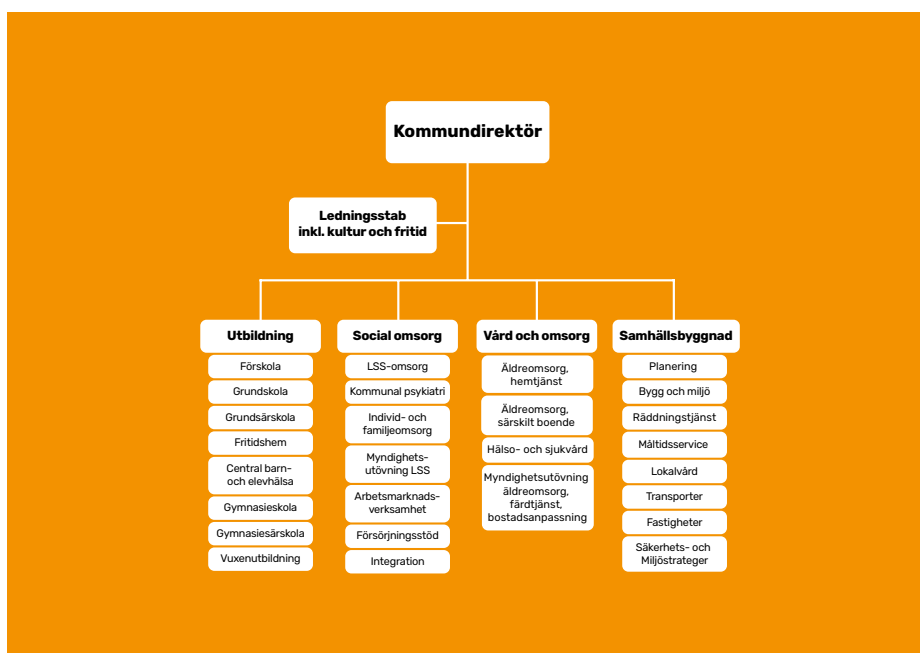 Kommundirektör
Ledningsstab
inkl. kultur och fritid
Utbildning
Förskola
Grundskola
Grundsärskola
Fritidshem
Central barn-
och elevhälsa
Gymnasieskola
Gymnasiesärskola
Vuxenutbildning
Social omsorg
LSS-omsorg
Kommunal psykiatri
Individ- och
familjeomsorg
Myndighets-
utövning LSS
Arbetsmarknads-
verksamhet
Försörjningsstöd
Integration
Vård och omsorg
Äldreomsorg,
hemtjänst
Äldreomsorg,
särskilt boende
Hälso- och sjukvård
Myndighetsutövning
äldreomsorg,
färdtjänst,
bostadsanpassning
Samhällsbyggnad
Planering
Bygg och miljö
Räddningstjänst
Måltidsservice
Lokalvård
Transporter
Fastigheter
Säkerhets- och
Miljöstrateger